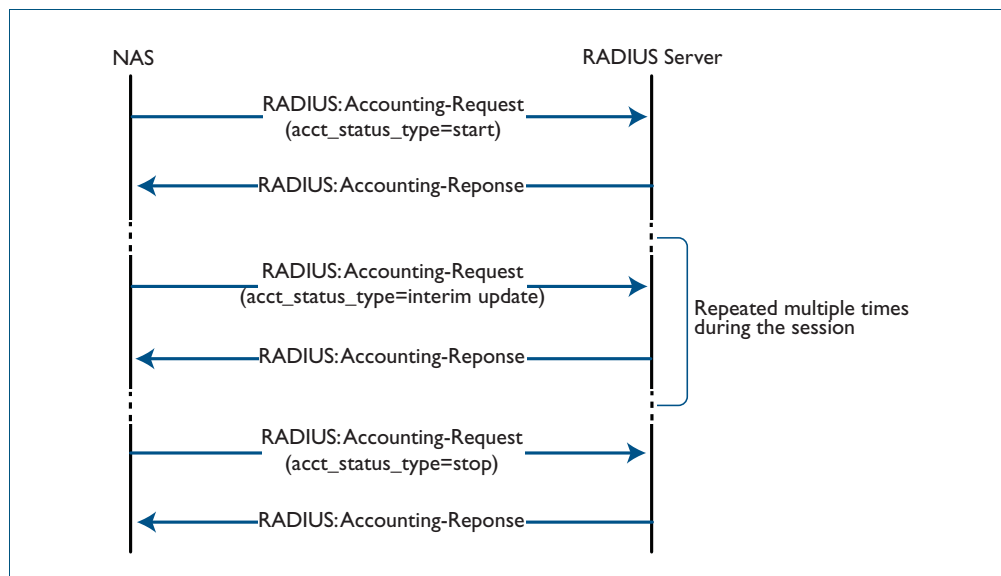 NAS
RADIUS Server
RADIUS: Accounting-Request
(acct_status_type=start)
RADIUS: Accounting-Reponse
RADIUS: Accounting-Request
(acct_status_type=interim update)
Repeated multiple times
during the session
RADIUS: Accounting-Reponse
RADIUS: Accounting-Request
(acct_status_type=stop)
RADIUS: Accounting-Reponse